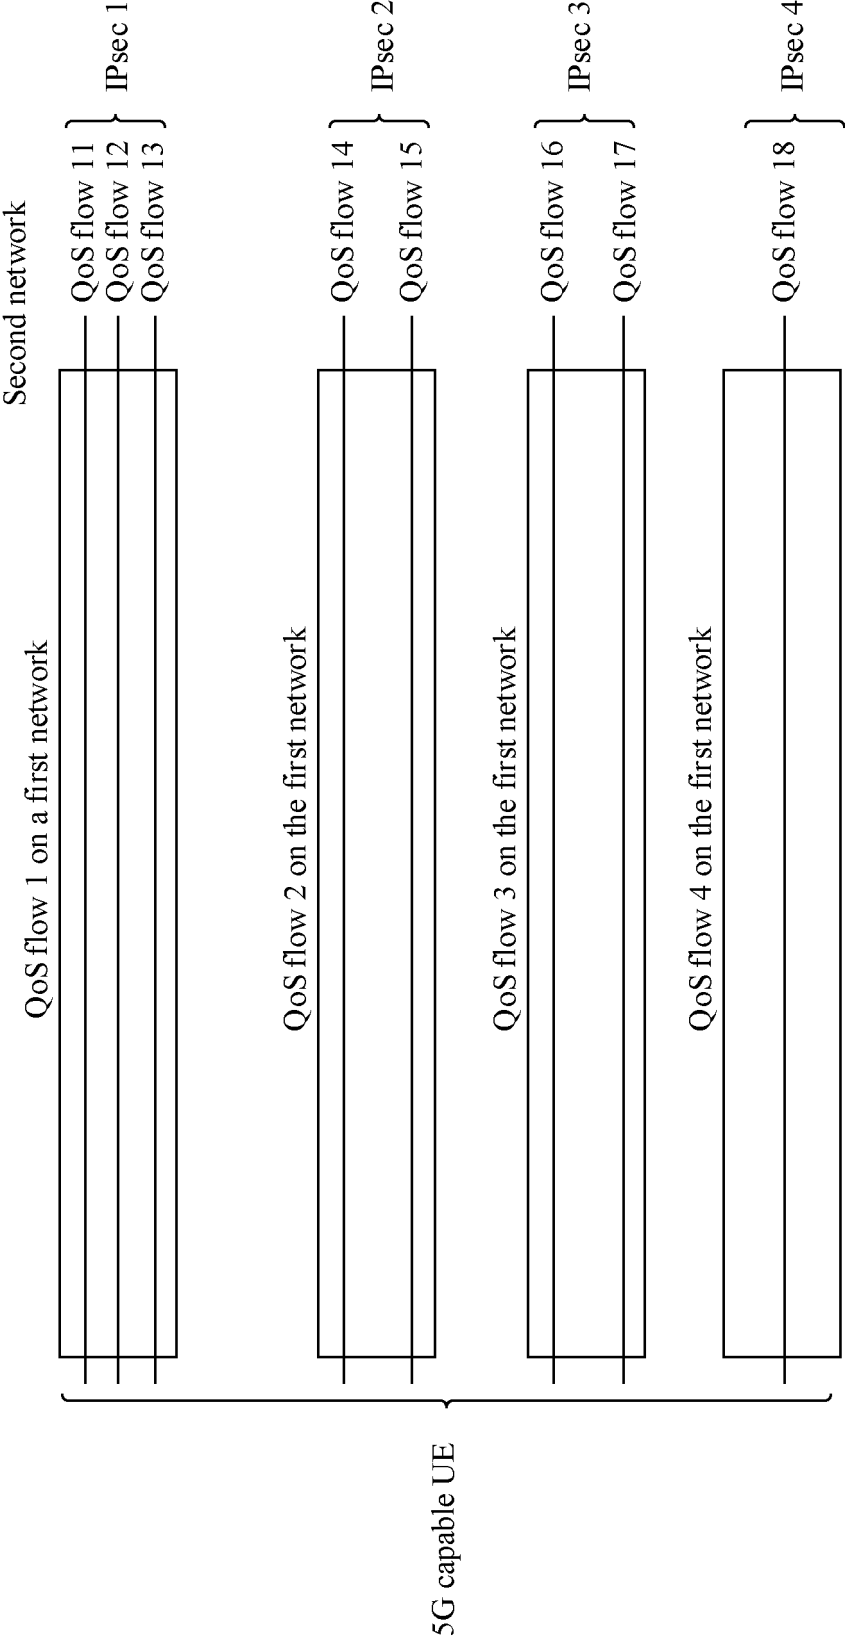 Second network
QoS flow 1 on a first network
QoS flow 11
QoS flow 12
QoS flow 13
IPsec 1
QoS flow 2 on the first network
QoS flow 14
QoS flow 15
IPsec 2
5G capable UE
QoS flow 3 on the first network
QoS flow 16
QoS flow 17
IPsec 3
QoS flow 4 on the first network
QoS flow 18
IPsec 4